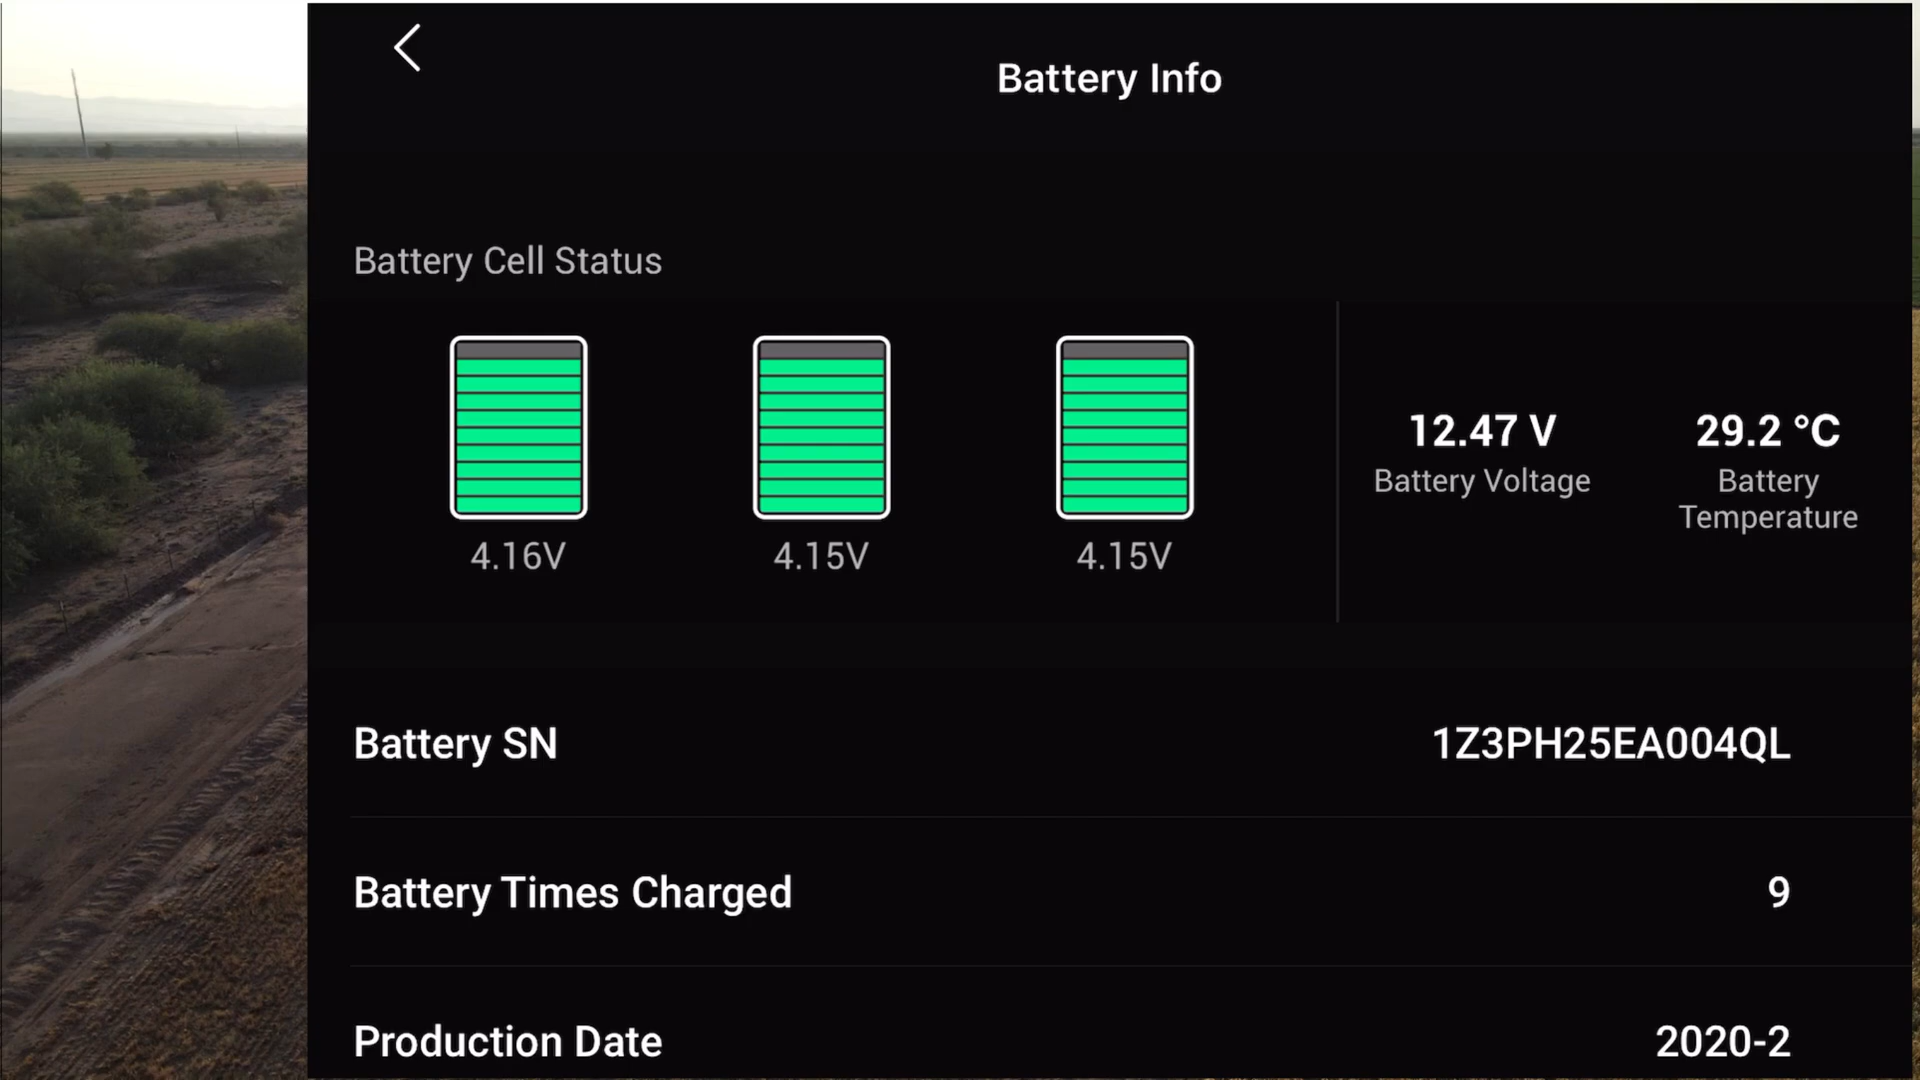 Battery Info
Battery Cell Status
4.16V
4.15V
4.15V
12.47 V
Battery Voltage
29.2 °C
Battery
Temperature
Battery SN
1Z3PH25EA004QL
Battery Times Charged
9
Production Date
2020-2